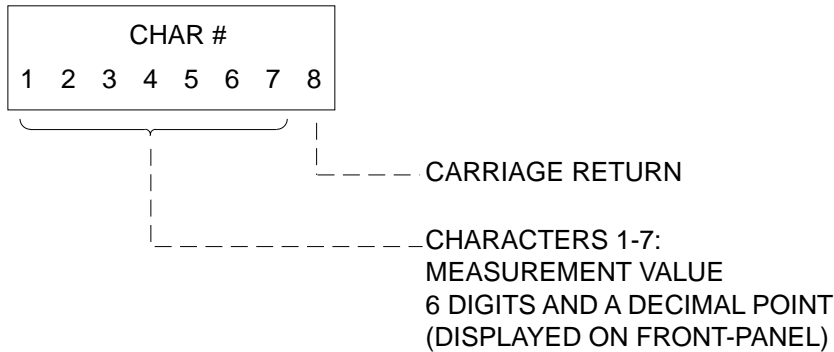 CHAR #
1 2 3 4 5 6 7 8
CARRIAGE RETURN
CHARACTERS 1-7:
MEASUREMENT VALUE
6 DIGITS AND A DECIMAL POINT
(DISPLAYED ON FRONT-PANEL)